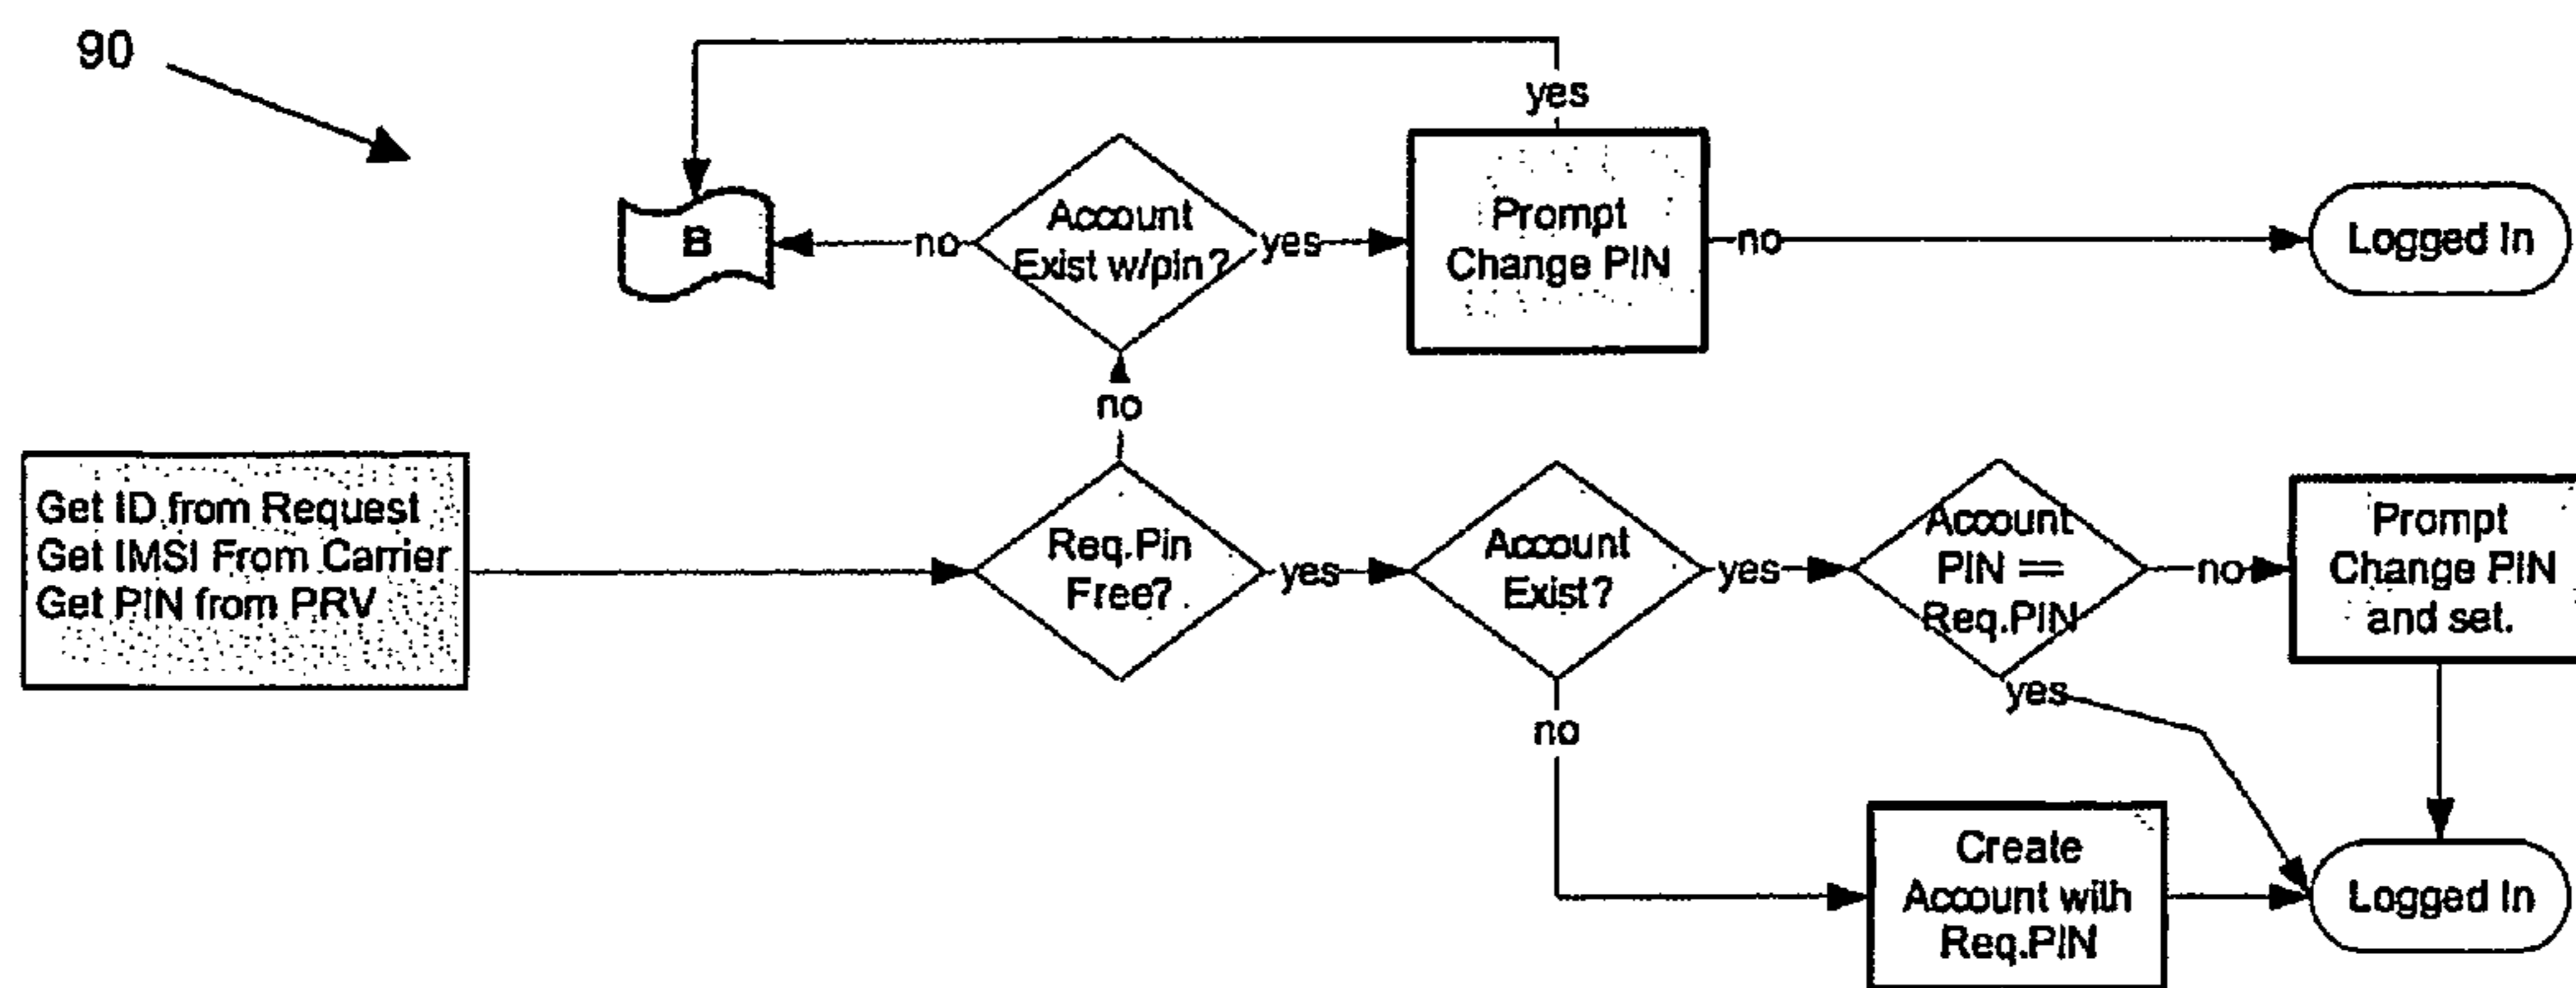 90
yes
B
no
Account
Exist w/pin?
yes
Prompt
Change PIN
no
Logged In
no
Get ID from Request
Get IMSI From Carrier
Get PIN from PRV
Req.Pin
Free?
yes
Account
Exist?
yes
Account
PIN ==
Req.PIN
no
Prompt
Change PIN
and set.
yes
no
Create
Account with
Req.PIN
Logged In